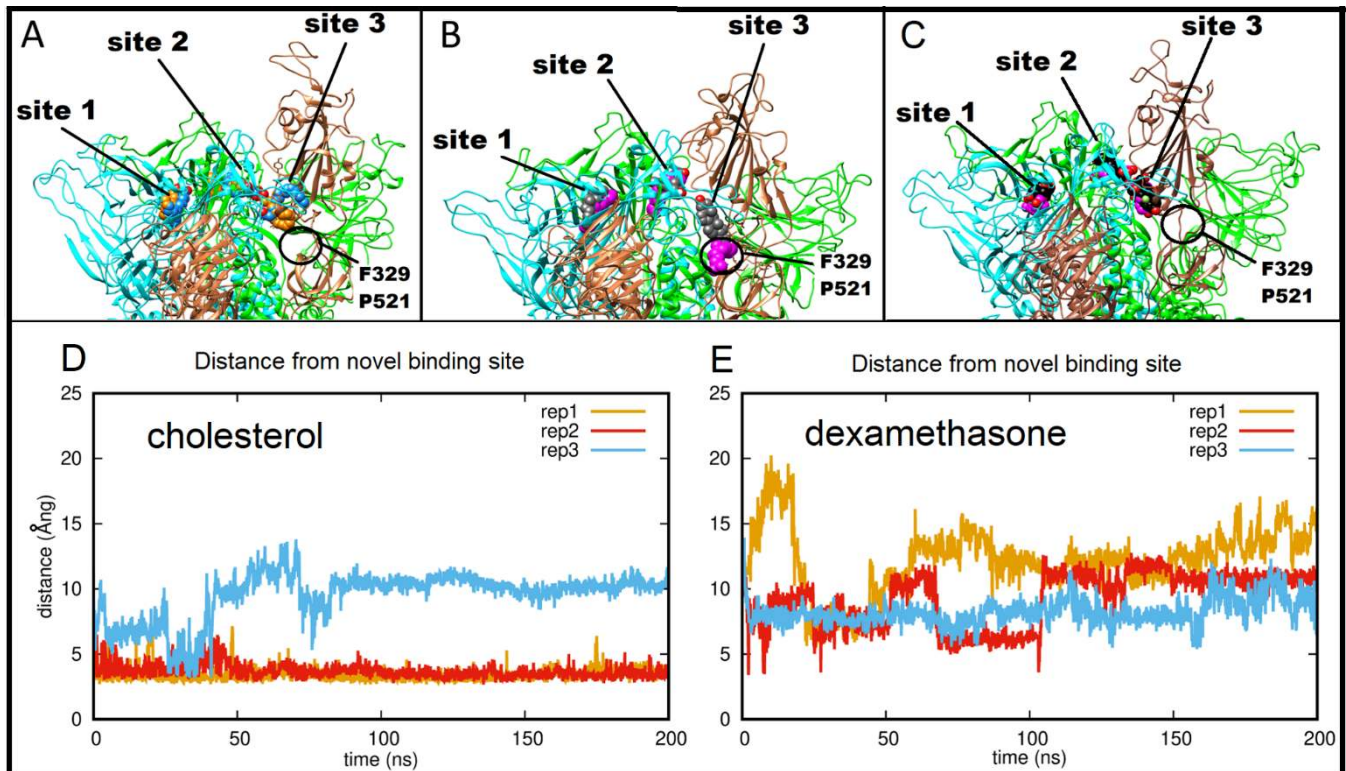 A
site 2
site 3
site 1
F329
P521
B
site 3
site 2
site 1
F329
P521
C
site 3
site 2
site 1
F329
P521
D
Distance from novel binding site
cholesterol
rep1
rep2
rep3
25
20
15
10
5
0
distance (Ång)
0
50
100
150
200
time (ns)
E
Distance from novel binding site
dexamethasone
rep1
rep2
rep3
25
20
15
10
5
0
0
50
100
150
200
time (ns)